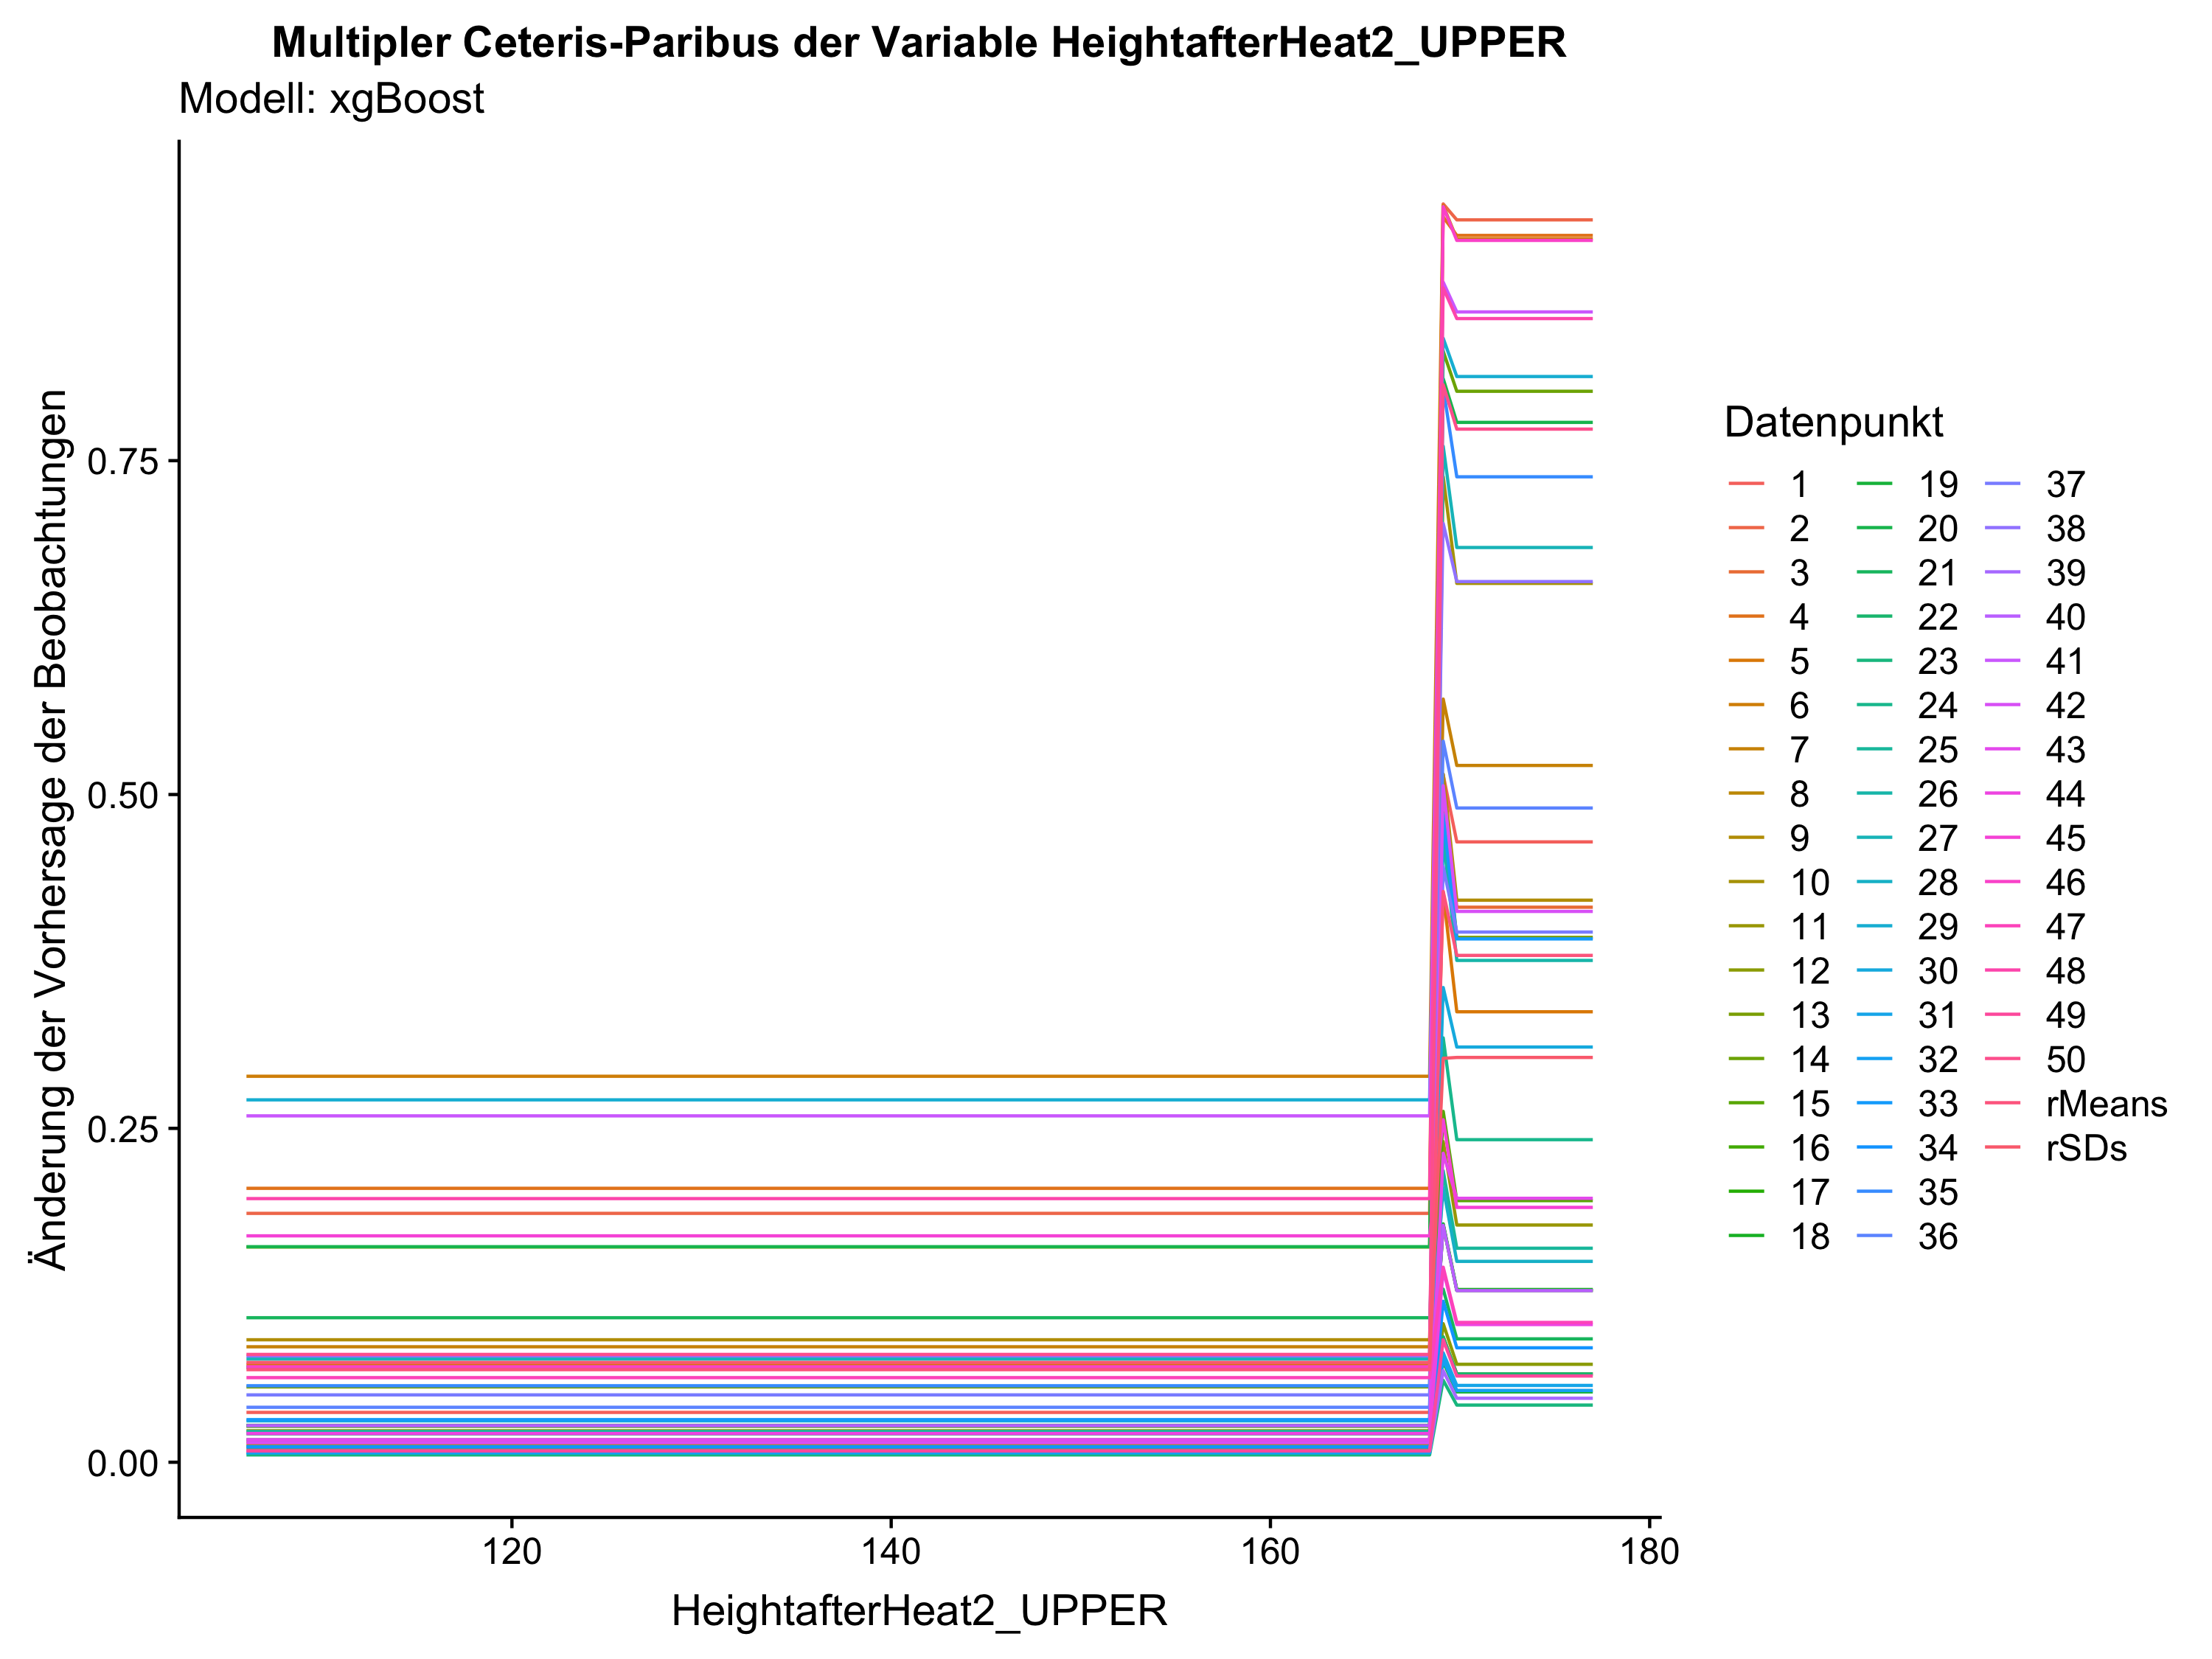 Multipler Ceteris-Paribus der Variable HeightafterHeat2_UPPER
Modell: xgBoost
Änderung der Vorhersage der Beobachtungen
0.75
0.50
0.25
0.00
120 140 160 180
HeightafterHeat2_UPPER
Datenpunkt
1 19 37
2 20 38
3 21 39
4 22 40
5 23 41
6 24 42
7 25 43
8 26 44
9 27 45
10 28 46
11 29 47
12 30 48
13 31 49
14 32 50
15 33 rMeans
16 34 rSDs
17 35
18 36